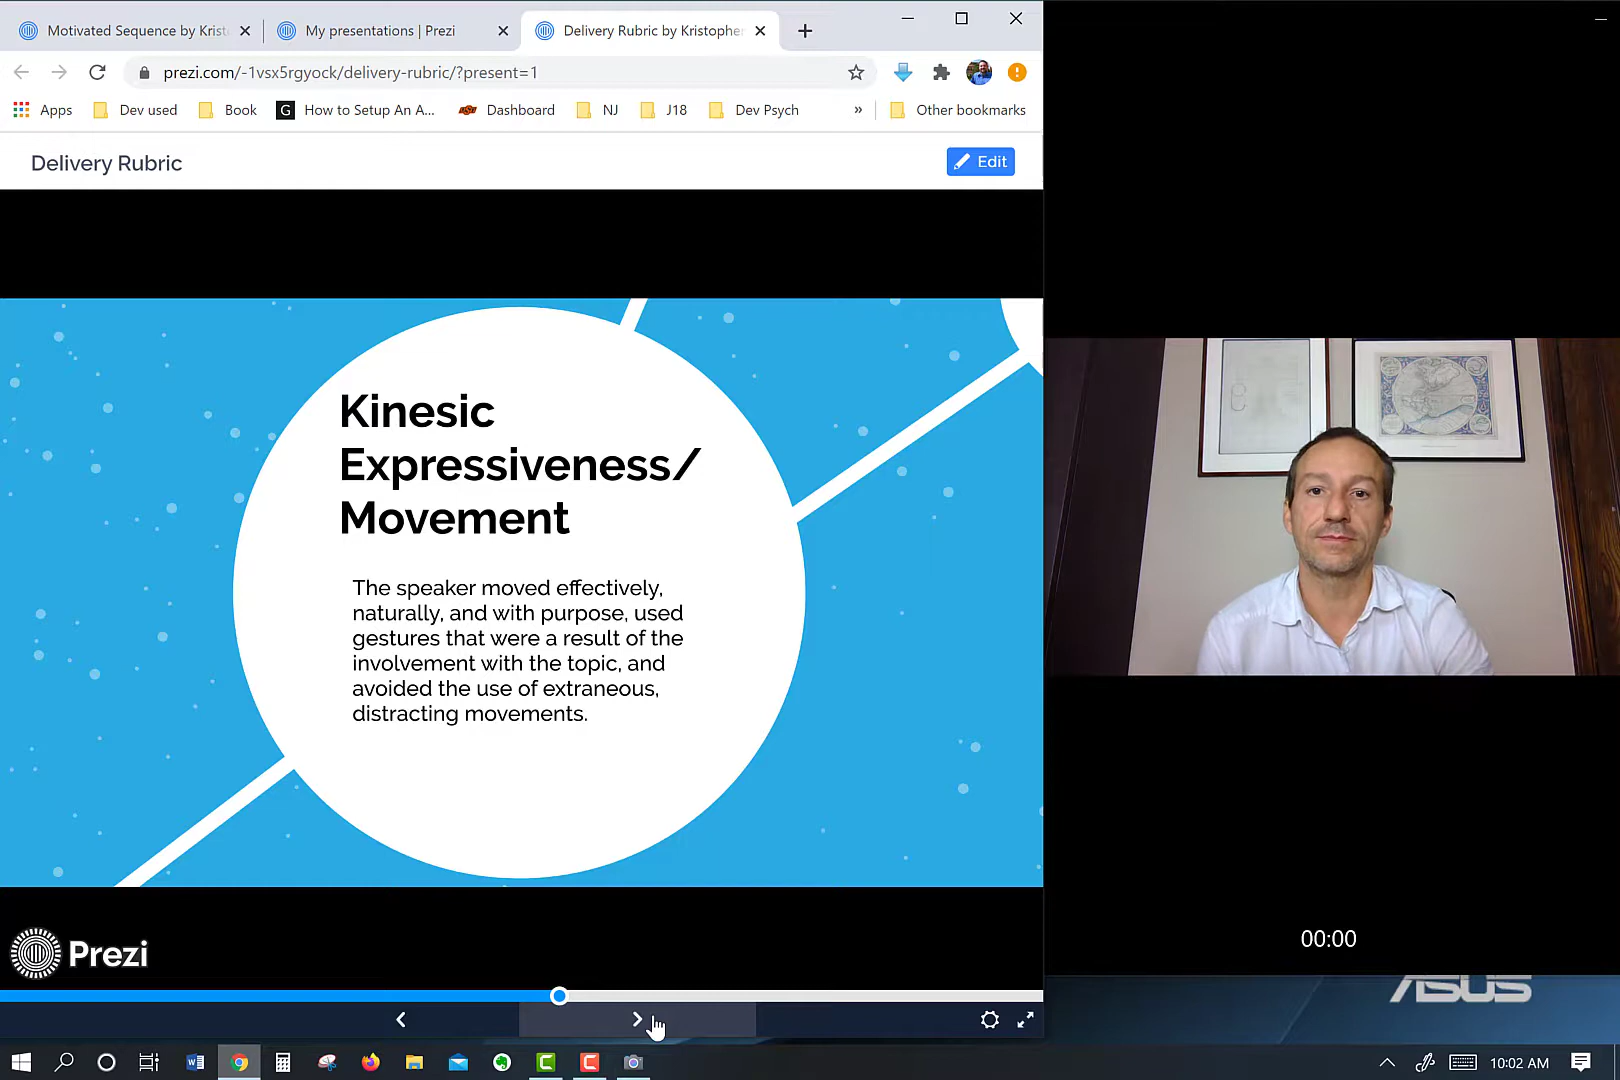 Motivated Sequence by Krist
My presentations | Prezi
Delivery Rubric by Kristopher
prezi.com/-1vsx5rgyock/delivery-rubric/?present=1
Apps
Dev used
Book
G
How to Setup An A...
Dashboard
NJ
J18
Dev Psych
»
Other bookmarks
Delivery Rubric
Edit
Kinesic
Expressiveness/
Movement
The speaker moved effectively,
naturally, and with purpose, used
gestures that were a result of the
involvement with the topic, and
avoided the use of extraneous,
distracting movements.
Prezi
00:00
ASUS
10:02 AM